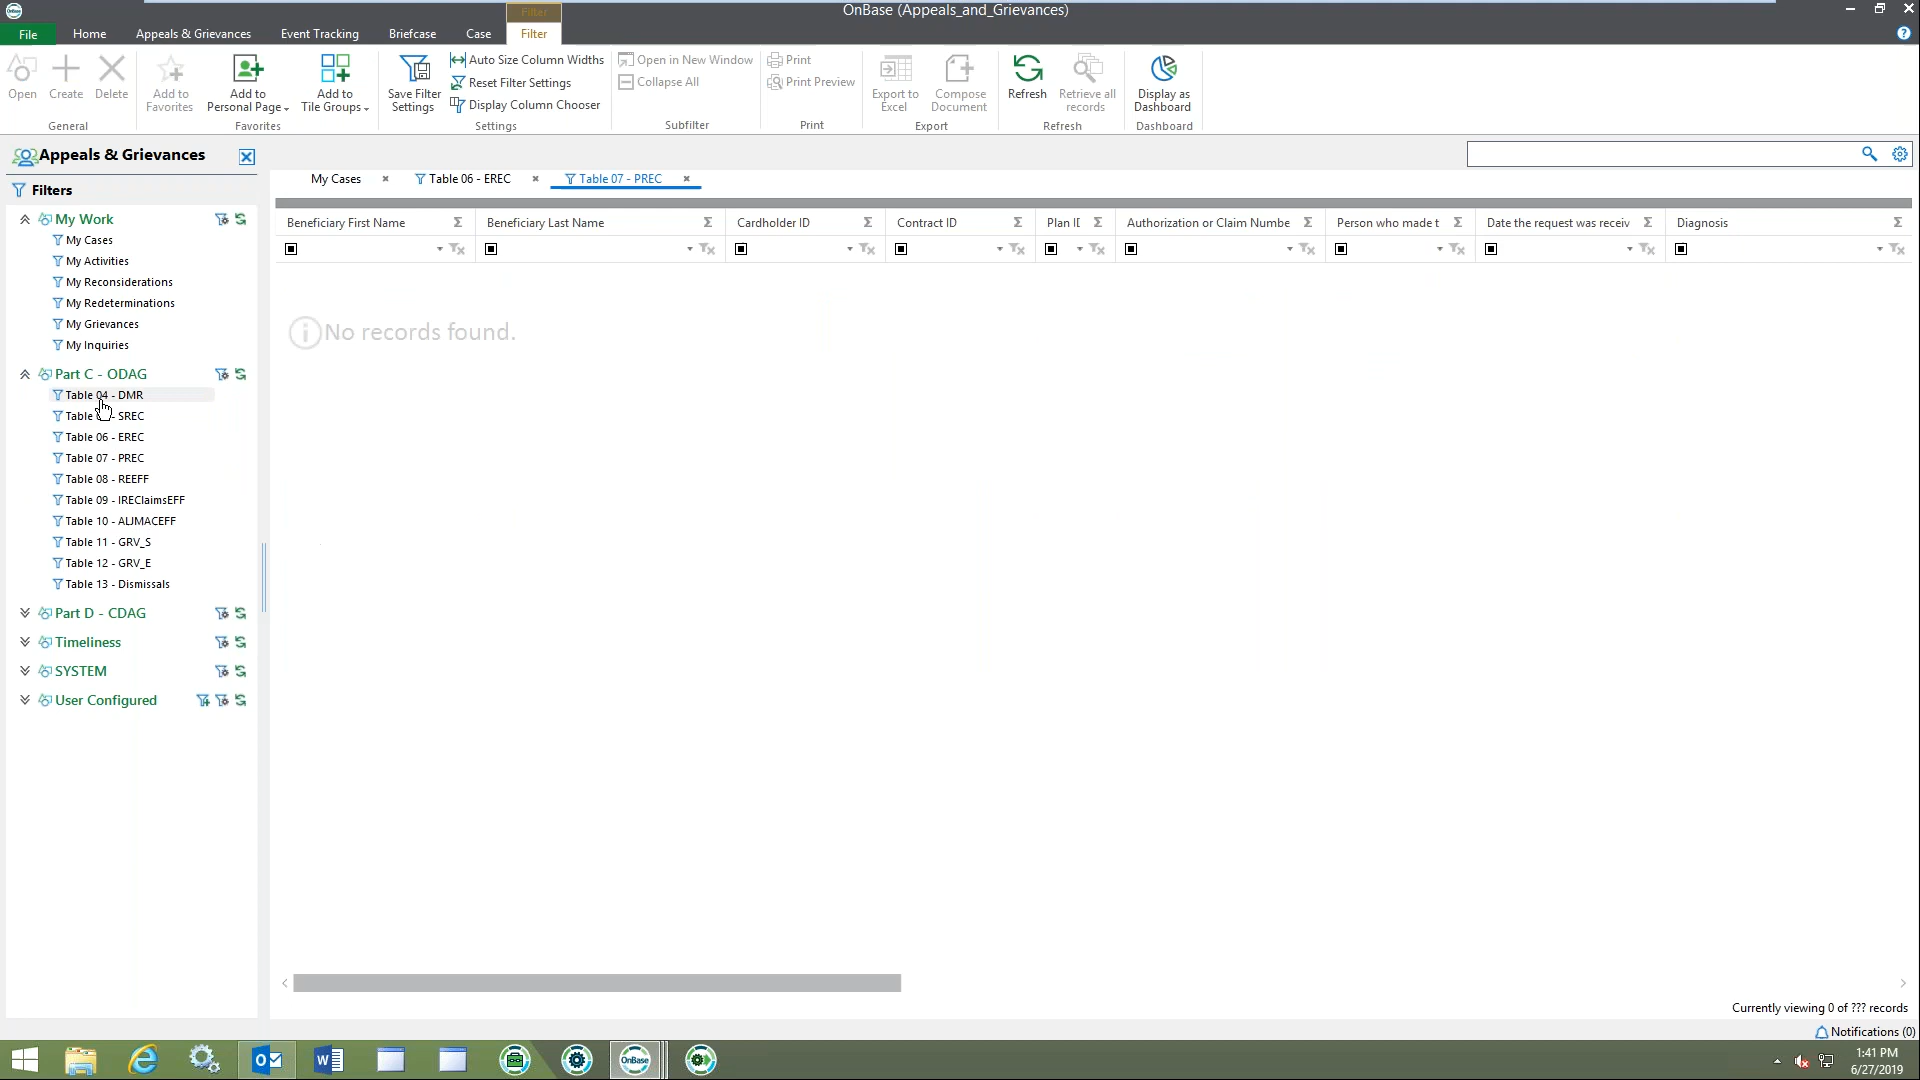 OnBase (Appeals_and_Grievances)
Filter
File Home Appeals & Grievances Event Tracking Briefcase Case Filter
Open Create Delete
General
Add to Favorites Add to Personal Page Add to Tile Groups
Favorites
Save Filter Settings
Auto Size Column Widths
Reset Filter Settings
Display Column Chooser
Settings
Open in New Window
Collapse All
Subfilter
Print
Print Preview
Print
Export to Excel Compose Document
Export
Refresh Retrieve all records
Refresh
Display as Dashboard
Dashboard
Appeals & Grievances
Filters
My Work
My Cases
My Activities
My Reconsiderations
My Redeterminations
My Grievances
My Inquiries
Part C - ODAG
Table 04 - DMR
Table - SREC
Table 06 - EREC
Table 07 - PREC
Table 08 - REEFF
Table 09 - IREClaimsEFF
Table 10 - ALJMACEFF
Table 11 - GRV_S
Table 12 - GRV_E
Table 13 - Dismissals
Part D - CDAG
Timeliness
SYSTEM
User Configured
My Cases Table 06 - EREC Table 07 - PREC
Beneficiary First Name Σ Beneficiary Last Name Σ Cardholder ID Σ Contract ID Σ Plan ID Σ Authorization or Claim Numbe Σ Person who made t Σ Date the request was receiv Σ Diagnosis Σ
No records found.
Currently viewing 0 of ??? records
Notifications (0)
OnBase
1:41 PM
6/27/2019